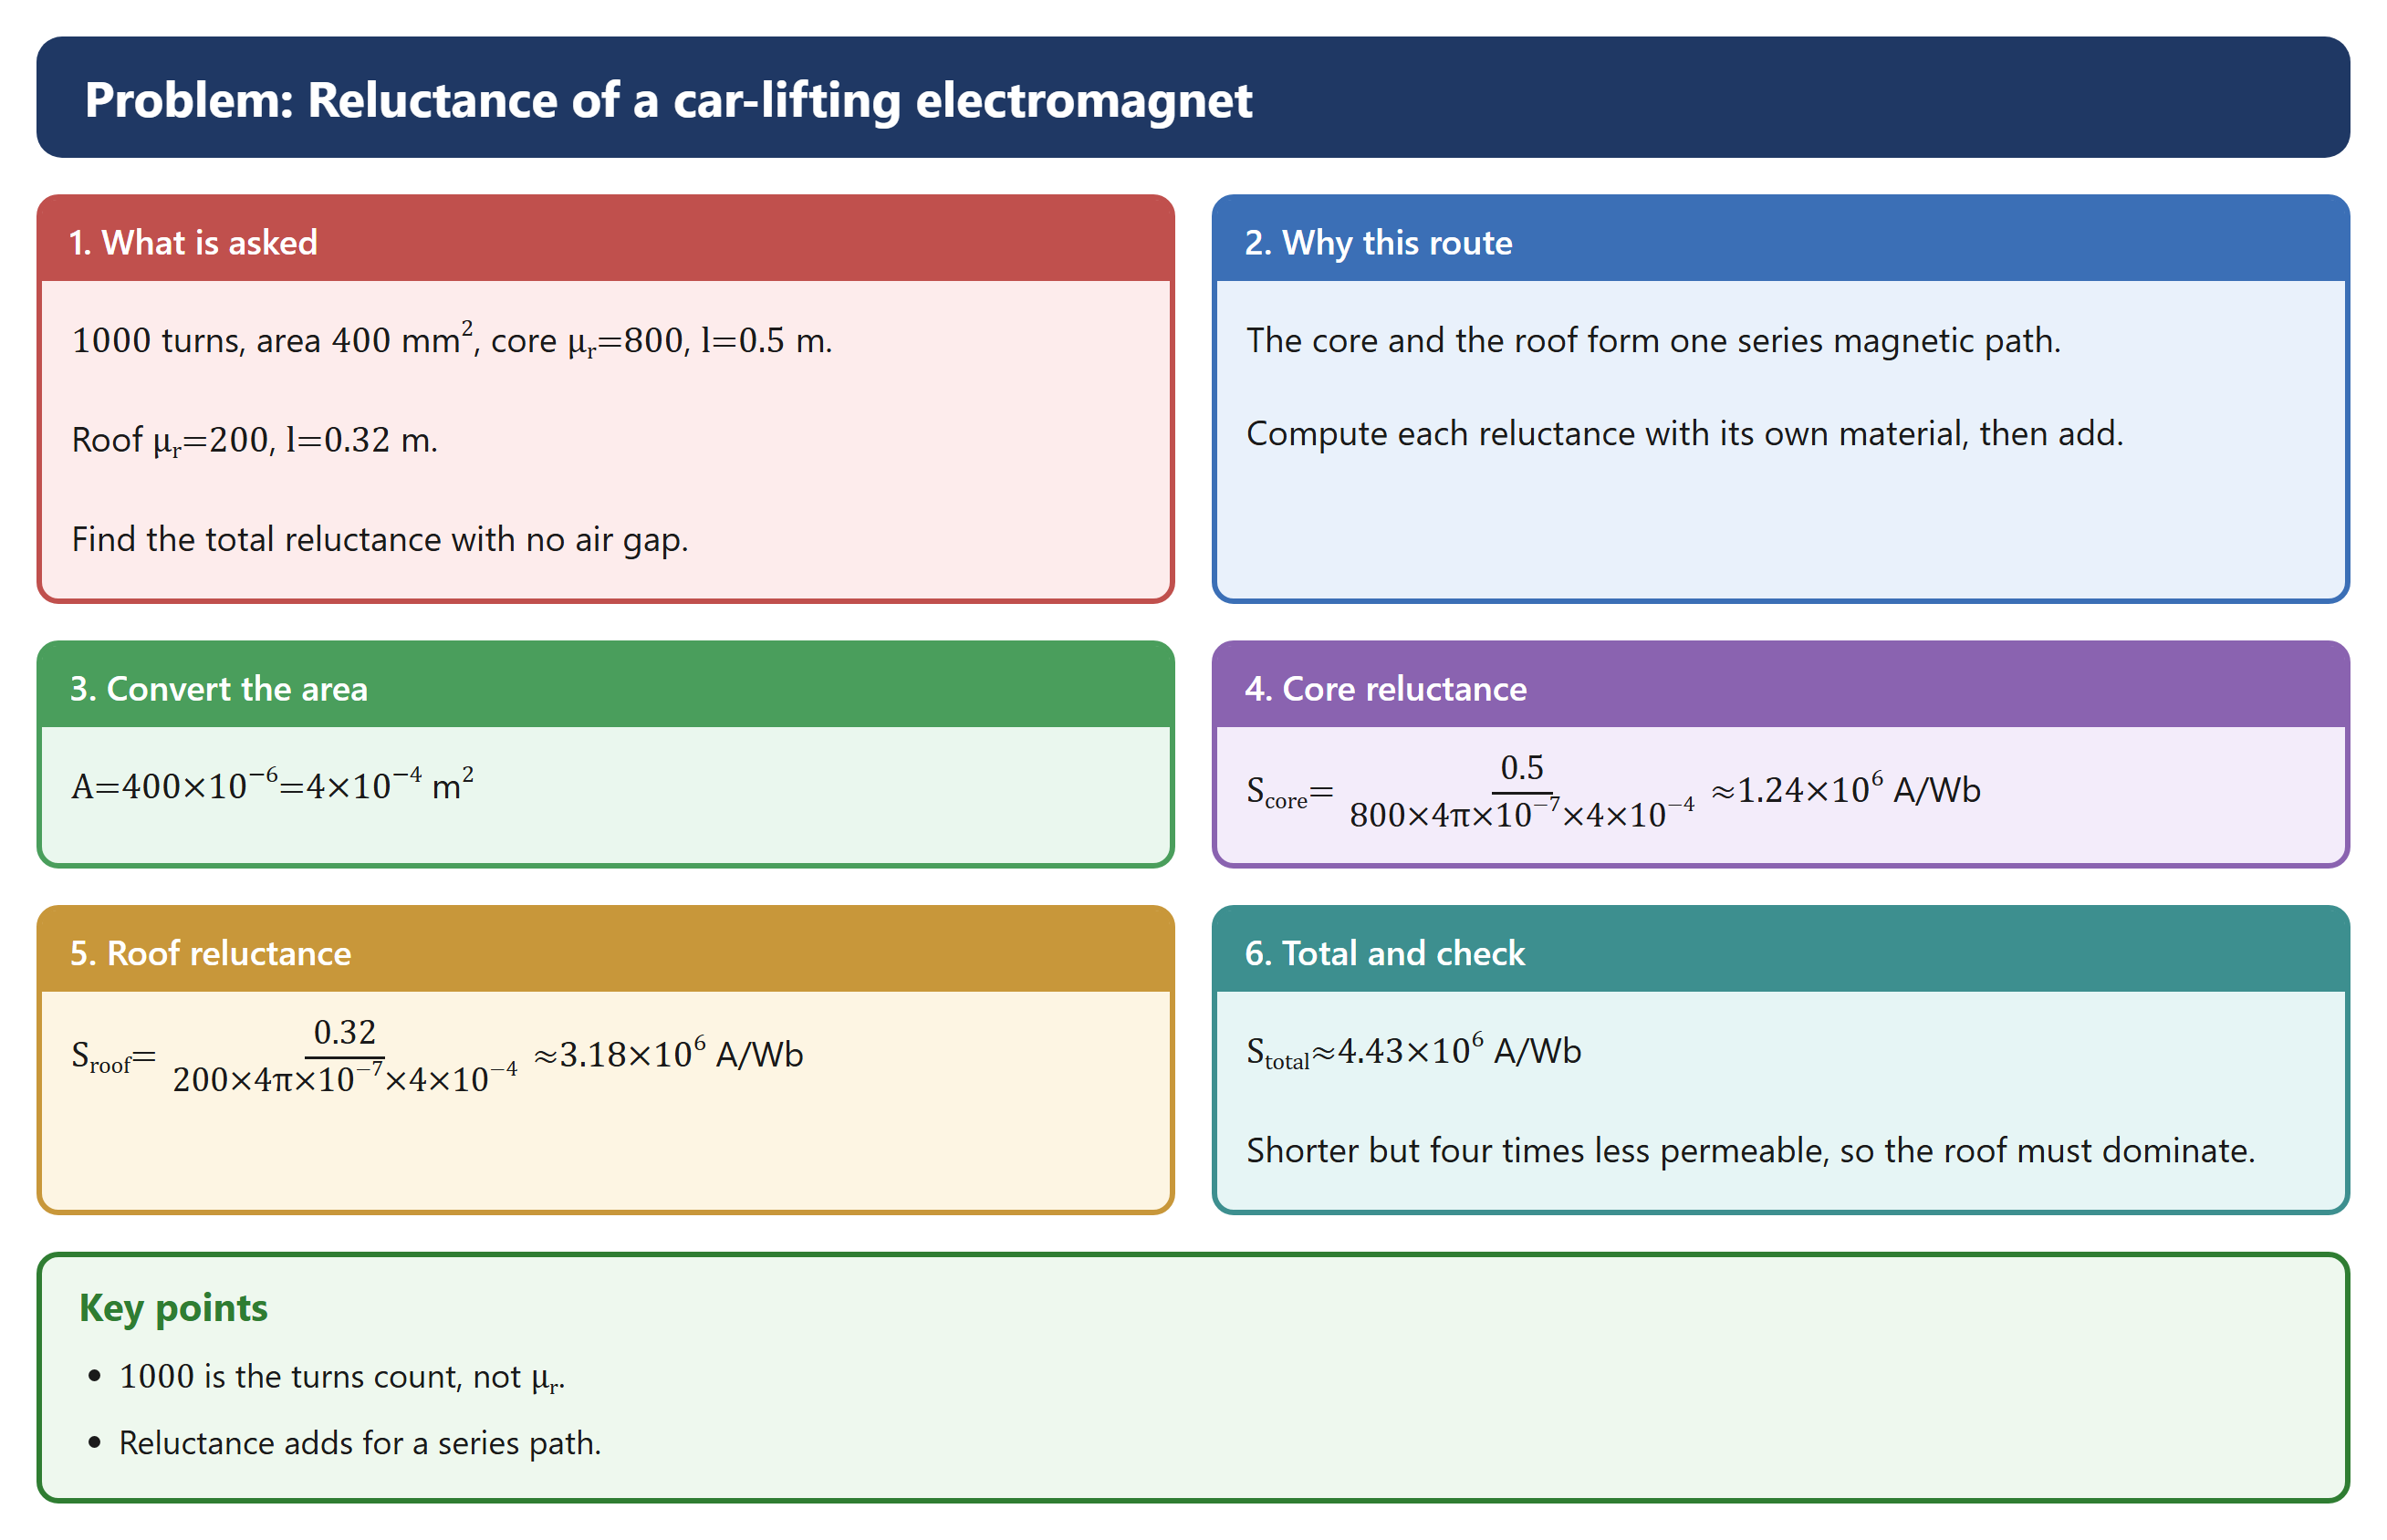 Problem: Reluctance of a car-lifting electromagnet
1. What is asked
1000 turns, area 400 mm², core μᵣ=800, l=0.5 m.
Roof μᵣ=200, l=0.32 m.
Find the total reluctance with no air gap.
2. Why this route
The core and the roof form one series magnetic path.
Compute each reluctance with its own material, then add.
3. Convert the area
A=400×10⁻⁶=4×10⁻⁴ m²
4. Core reluctance
S_core= 0.5 / 800×4π×10⁻⁷×4×10⁻⁴ ≈1.24×10⁶ A/Wb
5. Roof reluctance
S_roof= 0.32 / 200×4π×10⁻⁷×4×10⁻⁴ ≈3.18×10⁶ A/Wb
6. Total and check
S_total≈4.43×10⁶ A/Wb
Shorter but four times less permeable, so the roof must dominate.
Key points
• 1000 is the turns count, not μᵣ.
• Reluctance adds for a series path.